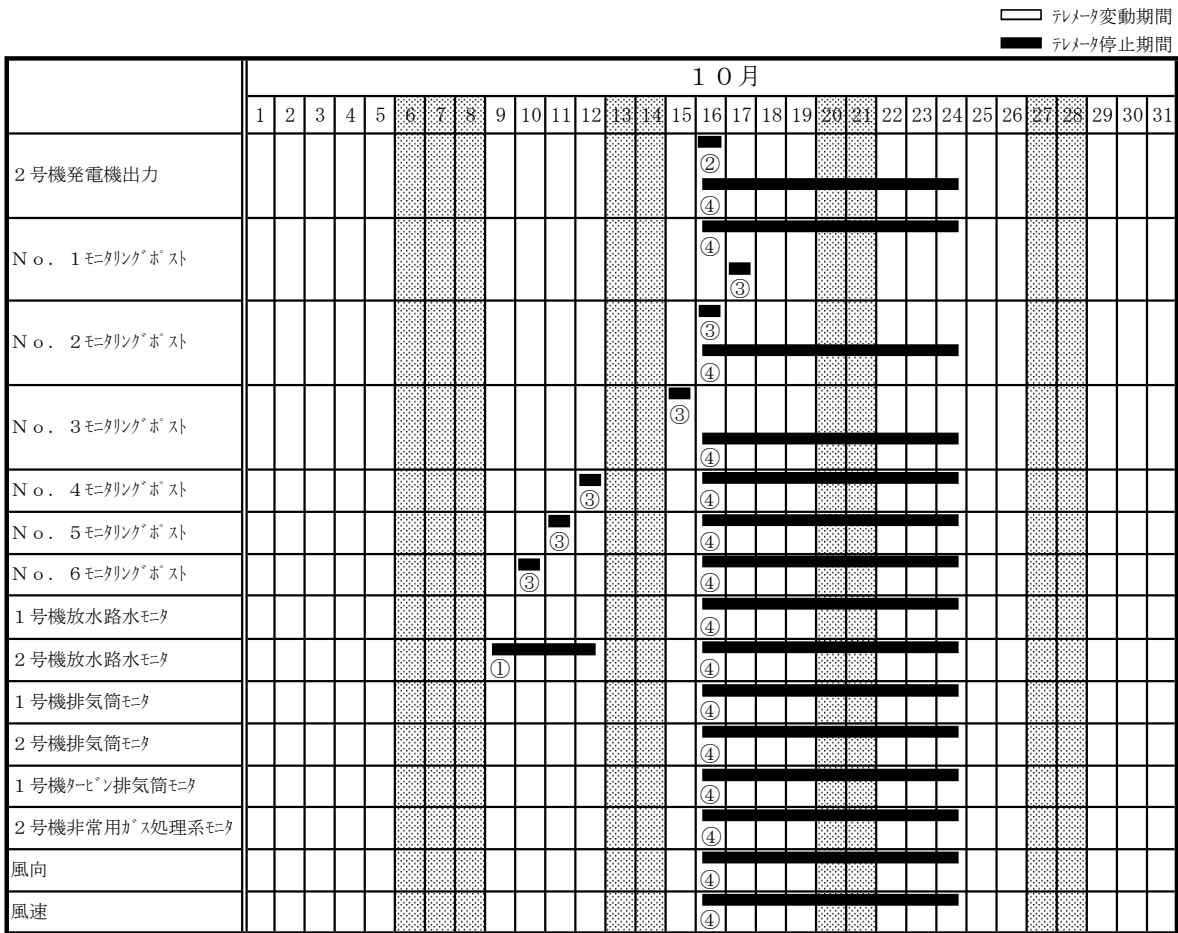 ﾃﾚﾒｰﾀ変動期間
ﾃﾚﾒｰﾀ停止期間
１０月
1 2 3 4 5 6 7 8 9 10 11 12 13 14 15 16 17 18 19 20 21 22 23 24 25 26 27 28 29 30 31
２号機発電機出力
②
④
Ｎｏ．１ﾓﾆﾀﾘﾝｸﾞﾎﾟｽﾄ
④
③
Ｎｏ．２ﾓﾆﾀﾘﾝｸﾞﾎﾟｽﾄ
③
④
Ｎｏ．３ﾓﾆﾀﾘﾝｸﾞﾎﾟｽﾄ
③
④
Ｎｏ．４ﾓﾆﾀﾘﾝｸﾞﾎﾟｽﾄ ③ ④
Ｎｏ．５ﾓﾆﾀﾘﾝｸﾞﾎﾟｽﾄ ③ ④
Ｎｏ．６ﾓﾆﾀﾘﾝｸﾞﾎﾟｽﾄ ③ ④
１号機放水路水ﾓﾆﾀ ④
２号機放水路水ﾓﾆﾀ ① ④
１号機排気筒ﾓﾆﾀ ④
２号機排気筒ﾓﾆﾀ ④
１号機ﾀｰﾋﾞﾝ排気筒ﾓﾆﾀ ④
２号機非常用ｶﾞｽ処理系ﾓﾆﾀ ④
風向 ④
風速 ④